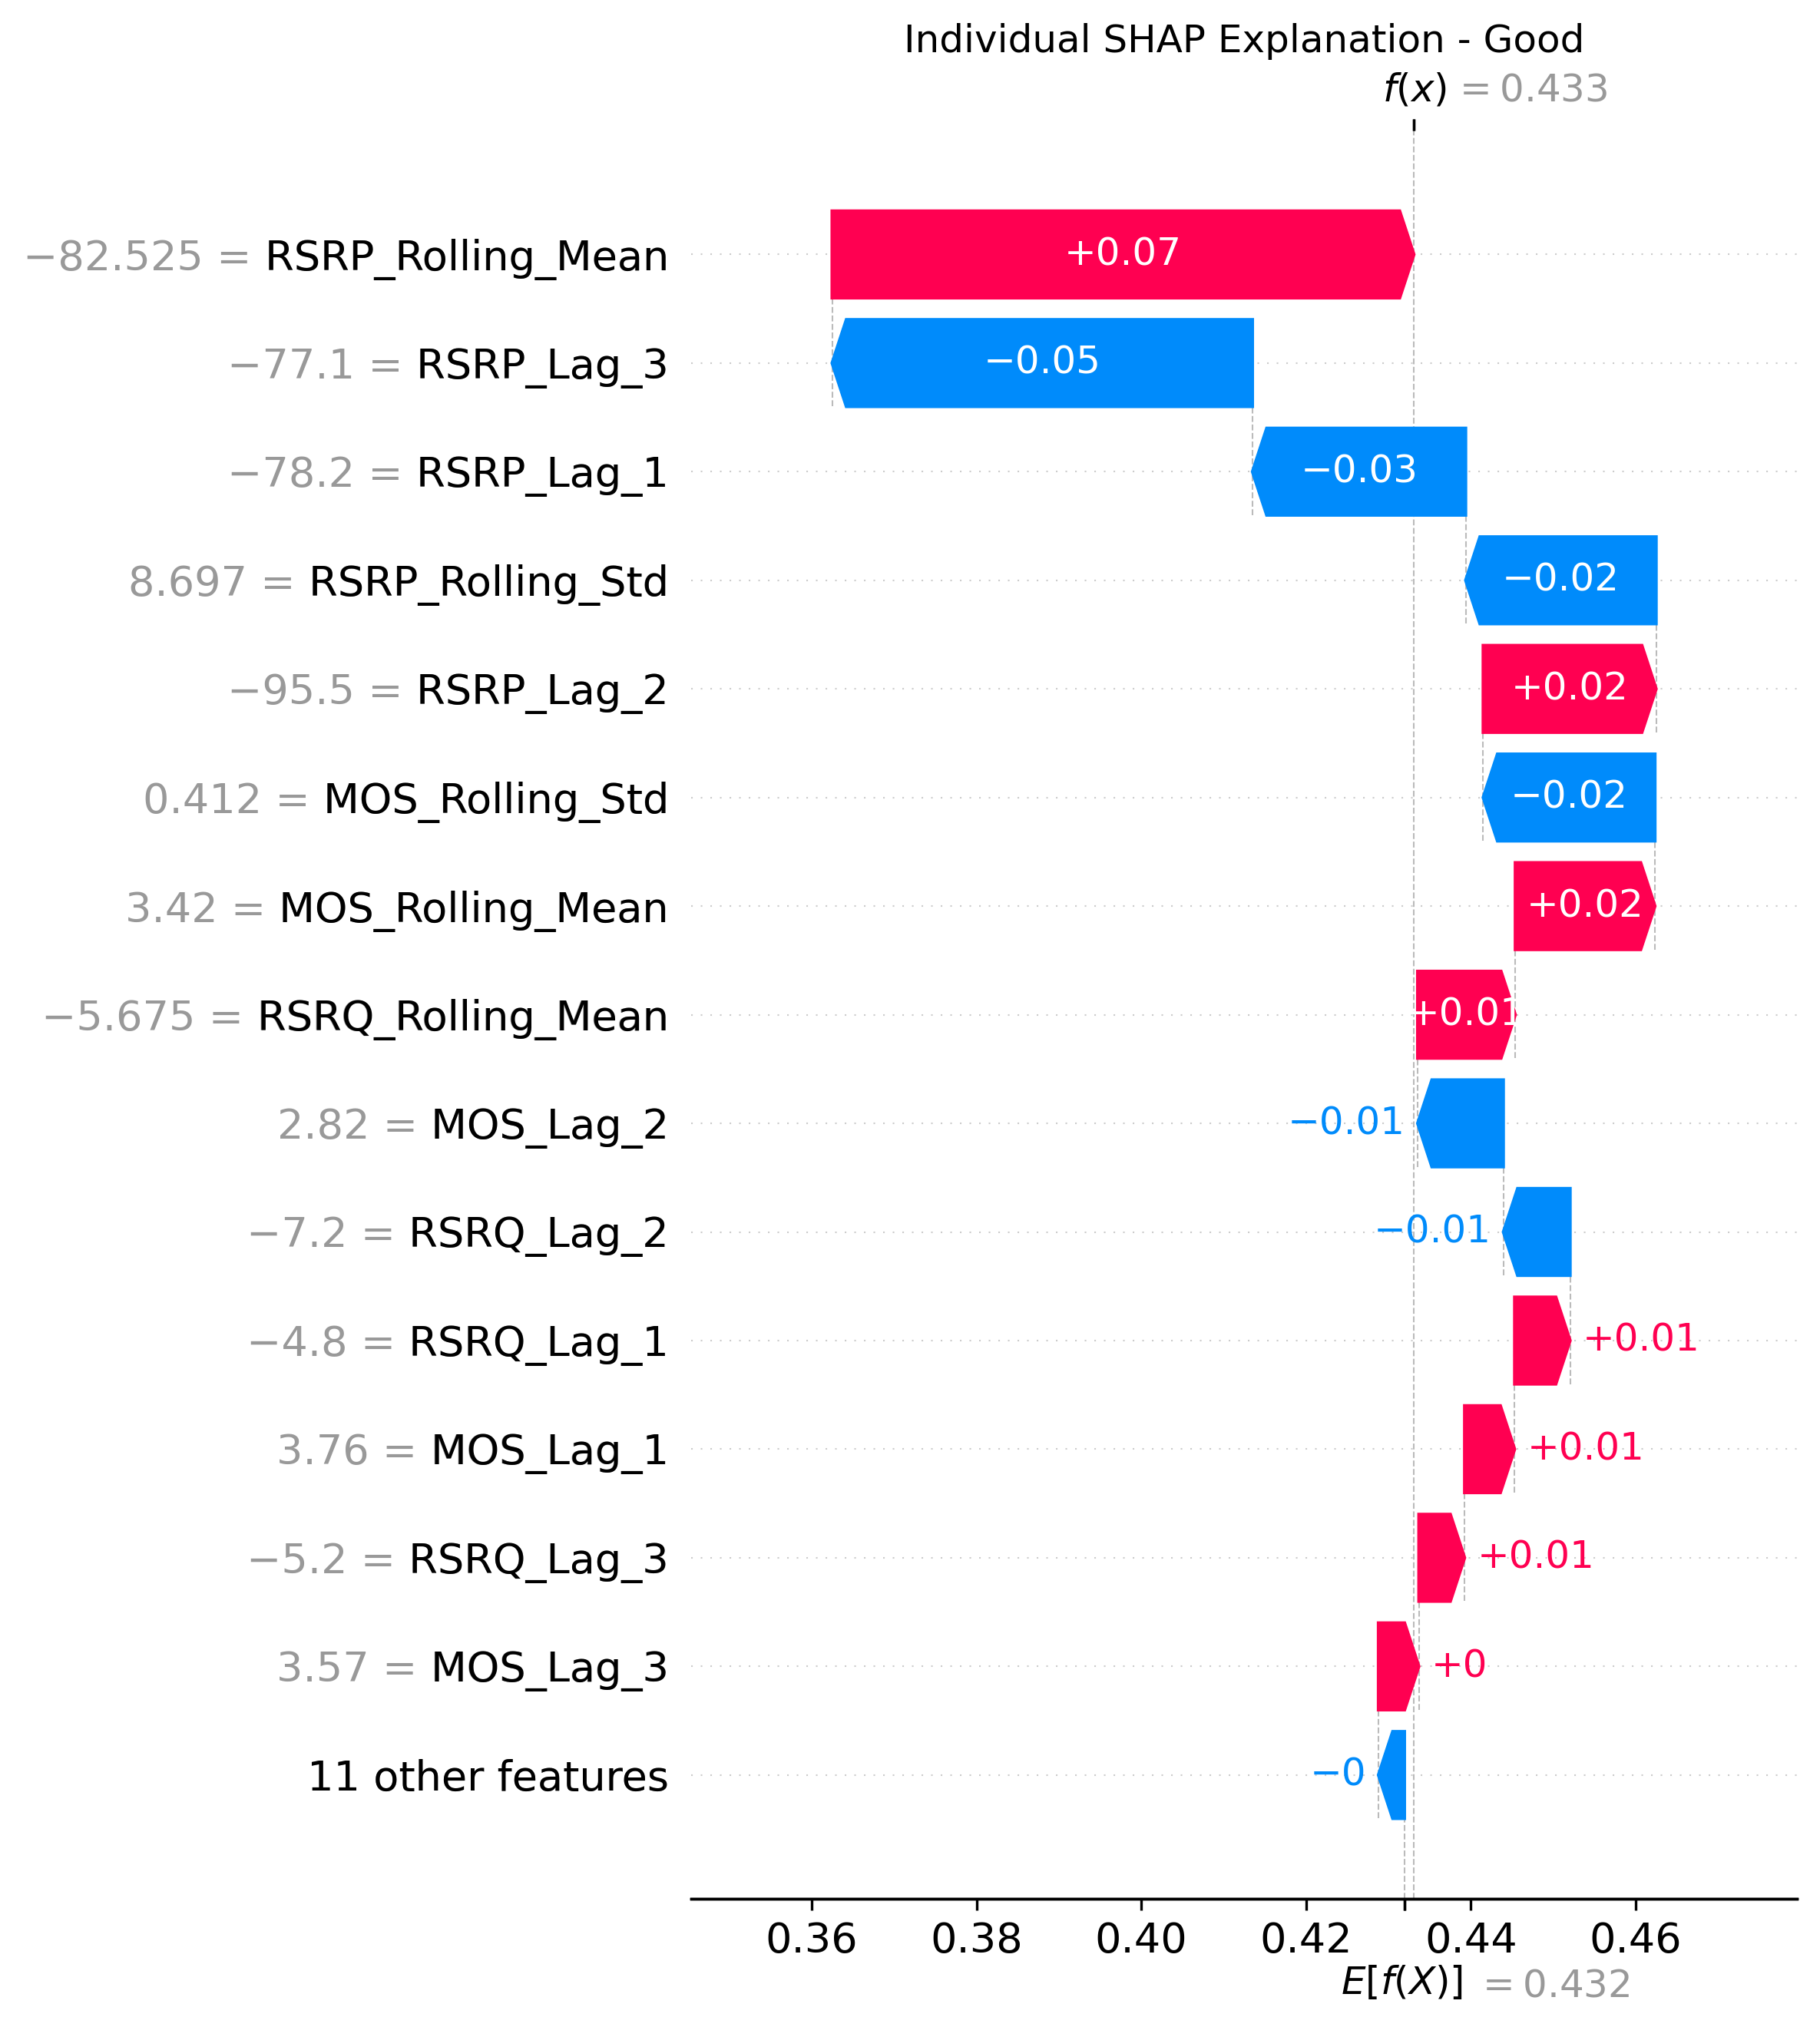 Individual SHAP Explanation - Good
f(x) = 0.433
−82.525 = RSRP_Rolling_Mean +0.07
−77.1 = RSRP_Lag_3 −0.05
−78.2 = RSRP_Lag_1 −0.03
8.697 = RSRP_Rolling_Std −0.02
−95.5 = RSRP_Lag_2 +0.02
0.412 = MOS_Rolling_Std −0.02
3.42 = MOS_Rolling_Mean +0.02
−5.675 = RSRQ_Rolling_Mean +0.01
2.82 = MOS_Lag_2 −0.01
−7.2 = RSRQ_Lag_2 −0.01
−4.8 = RSRQ_Lag_1 +0.01
3.76 = MOS_Lag_1 +0.01
−5.2 = RSRQ_Lag_3 +0.01
3.57 = MOS_Lag_3 +0
11 other features −0
0.36 0.38 0.40 0.42 0.44 0.46
E[f(X)] = 0.432